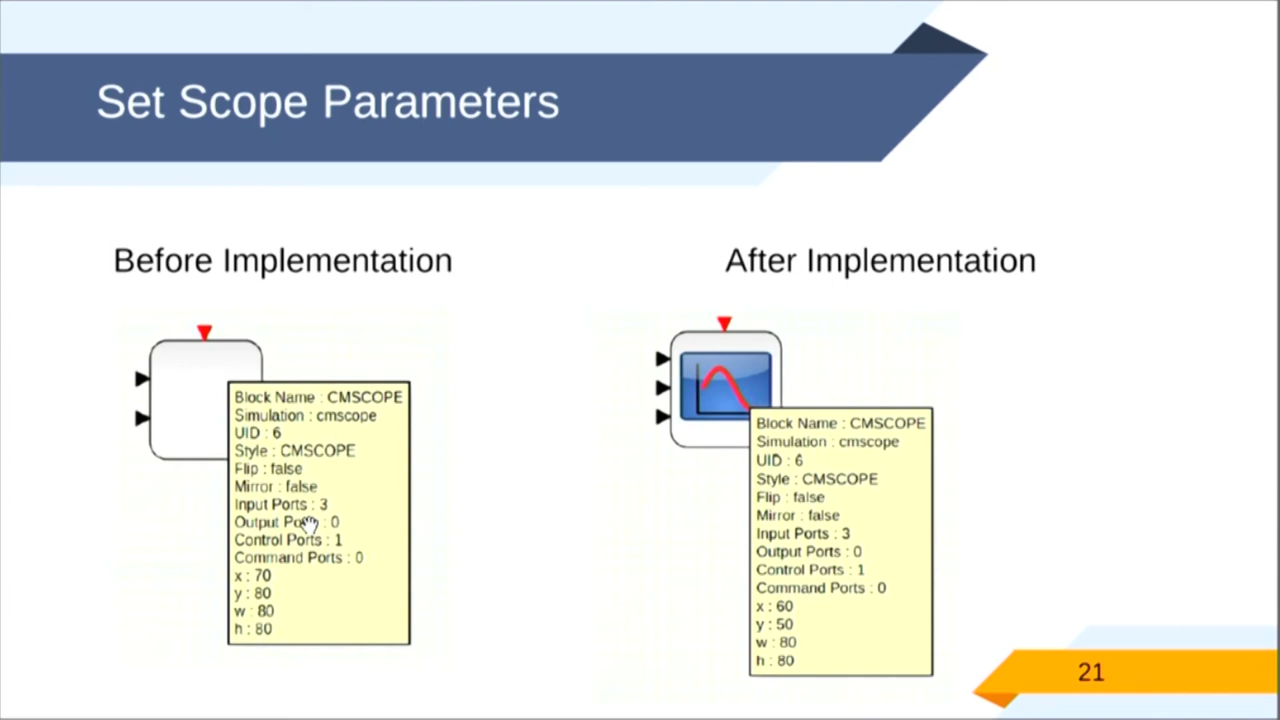 Set Scope Parameters
Before Implementation
After Implementation
Block Name : CMSCOPE
Simulation : cmscope
UID : 6
Style : CMSCOPE
Flip : false
Mirror : false
Input Ports : 3
Output Ports : 0
Control Ports : 1
Command Ports : 0
x : 70
y : 80
w : 80
h : 80
Block Name : CMSCOPE
Simulation : cmscope
UID : 6
Style : CMSCOPE
Flip : false
Mirror : false
Input Ports : 3
Output Ports : 0
Control Ports : 1
Command Ports : 0
x : 60
y : 50
w : 80
h : 80
21